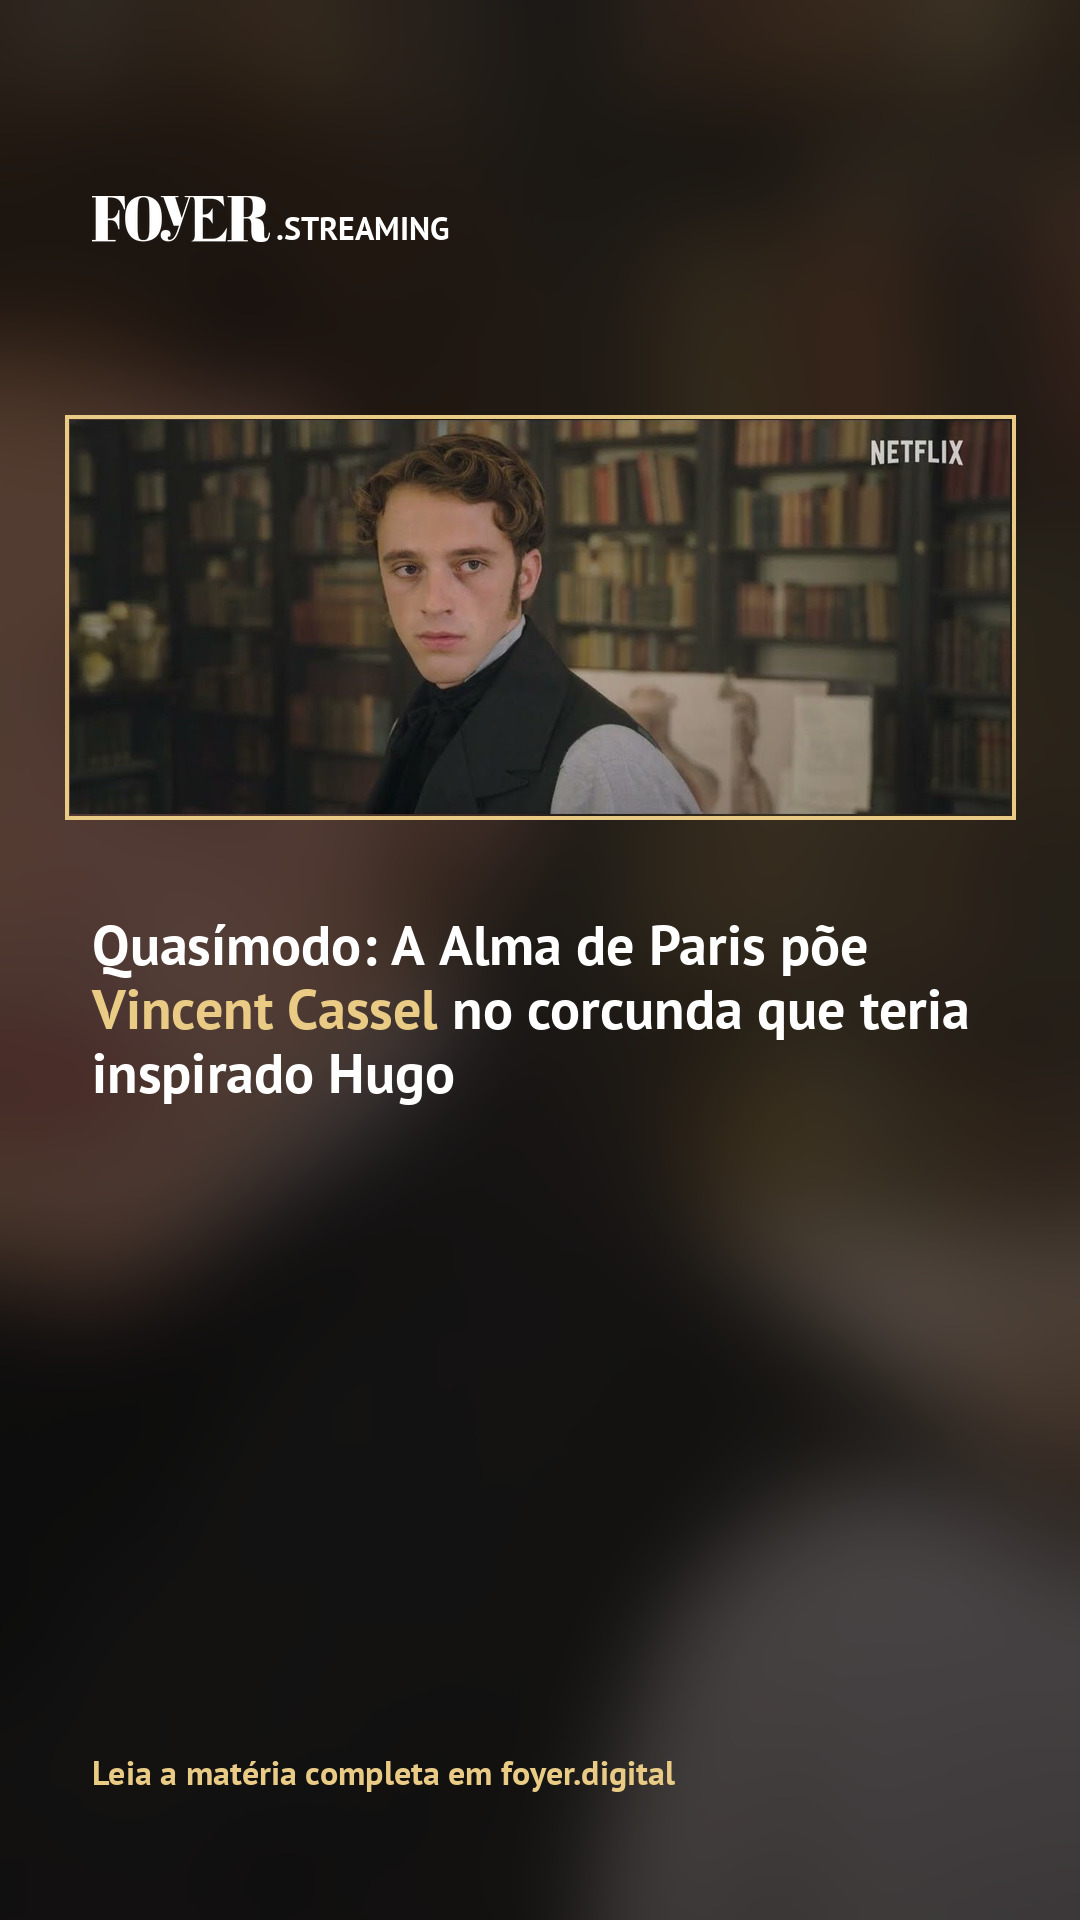 FOYER .STREAMING
NETFLIX
Quasímodo: A Alma de Paris põe
Vincent Cassel no corcunda que teria
inspirado Hugo
Leia a matéria completa em foyer.digital